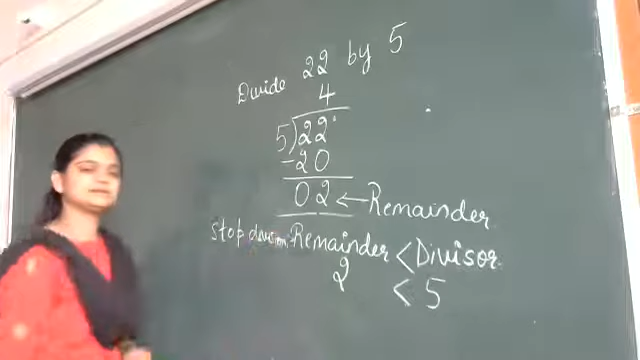 Divide 22 by 5
4
5)22
-20
02 ← Remainder
Stop division Remainder < Divisor
2 < 5